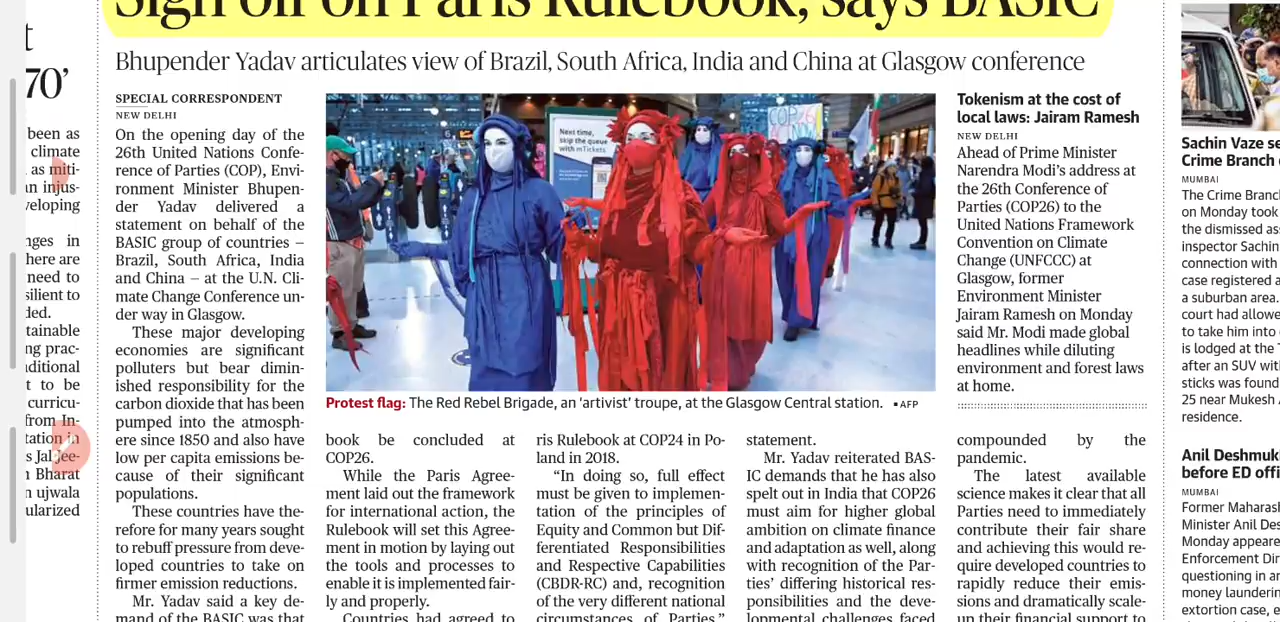 Sign off on Paris Rulebook, says BASIC
Bhupender Yadav articulates view of Brazil, South Africa, India and China at Glasgow conference
t
70’
been as
climate
as miti-
an injus-
veloping
nges in
here are
need to
silient to
ded.
tainable
ng prac-
aditional
t to be
curricu-
from In-
tation in
s Jal Jee-
n Bharat
n ujwala
ularized
SPECIAL CORRESPONDENT
NEW DELHI
On the opening day of the
26th United Nations Confe-
rence of Parties (COP), Envi-
ronment Minister Bhupen-
der Yadav delivered a
statement on behalf of the
BASIC group of countries –
Brazil, South Africa, India
and China – at the U.N. Cli-
mate Change Conference un-
der way in Glasgow.
These major developing
economies are significant
polluters but bear dimin-
ished responsibility for the
carbon dioxide that has been
pumped into the atmosph-
ere since 1850 and also have
low per capita emissions be-
cause of their significant
populations.
These countries have the-
refore for many years sought
to rebuff pressure from deve-
loped countries to take on
firmer emission reductions.
Mr. Yadav said a key de-
mand of the BASIC was that
Next time,
skip the queue
with mTickets
COP26
Protest flag: The Red Rebel Brigade, an ‘artivist’ troupe, at the Glasgow Central station. ▪AFP
book be concluded at
COP26.
While the Paris Agree-
ment laid out the framework
for international action, the
Rulebook will set this Agree-
ment in motion by laying out
the tools and processes to
enable it is implemented fair-
ly and properly.
Countries had agreed to
ris Rulebook at COP24 in Po-
land in 2018.
“In doing so, full effect
must be given to implemen-
tation of the principles of
Equity and Common but Dif-
ferentiated Responsibilities
and Respective Capabilities
(CBDRRC) and, recognition
of the very different national
circumstances of Parties,”
statement.
Mr. Yadav reiterated BAS-
IC demands that he has also
spelt out in India that COP26
must aim for higher global
ambition on climate finance
and adaptation as well, along
with recognition of the Par-
ties’ differing historical res-
ponsibilities and the deve-
lopmental challenges faced
Tokenism at the cost of
local laws: Jairam Ramesh
NEW DELHI
Ahead of Prime Minister
Narendra Modi’s address at
the 26th Conference of
Parties (COP26) to the
United Nations Framework
Convention on Climate
Change (UNFCCC) at
Glasgow, former
Environment Minister
Jairam Ramesh on Monday
said Mr. Modi made global
headlines while diluting
environment and forest laws
at home.
compounded by the
pandemic.
The latest available
science makes it clear that all
Parties need to immediately
contribute their fair share
and achieving this would re-
quire developed countries to
rapidly reduce their emis-
sions and dramatically scale-
up their financial support to
Sachin Vaze se
Crime Branch
MUMBAI
The Crime Branc
on Monday took
the dismissed ass
inspector Sachin
connection with
case registered a
a suburban area.
court had allowe
to take him into
is lodged at the T
after an SUV with
sticks was found
25 near Mukesh A
residence.
Anil Deshmukh
before ED offi
MUMBAI
Former Maharash
Minister Anil Des
Monday appeare
Enforcement Dir
questioning in an
money launderin
extortion case, e